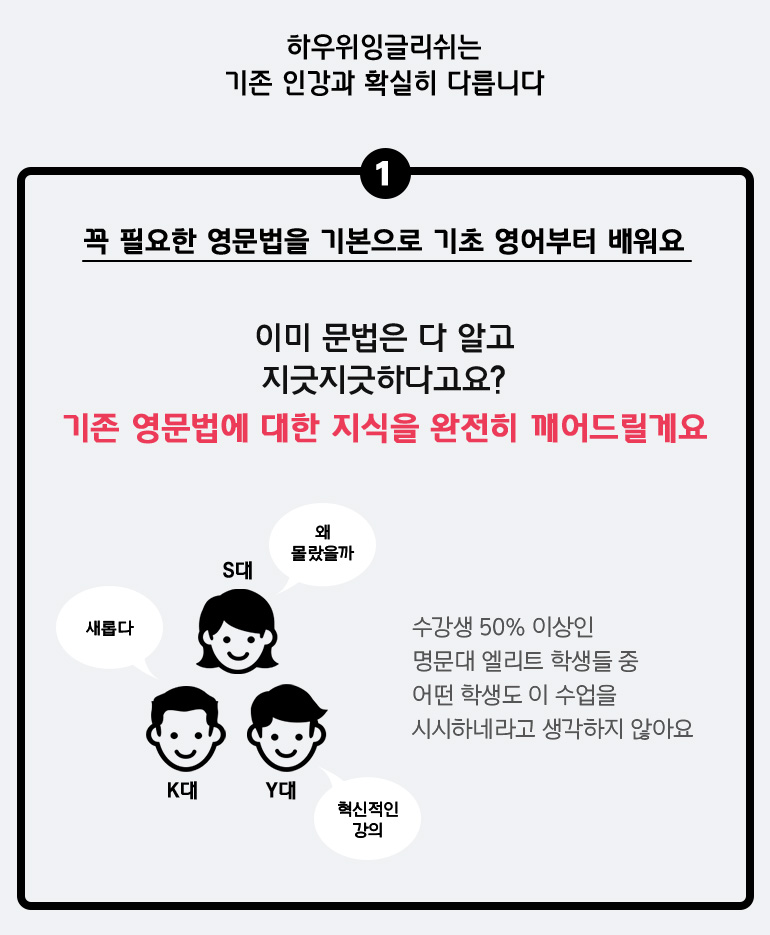 하우위잉글리쉬는
기존 인강과 확실히 다릅니다
1
꼭 필요한 영문법을 기본으로 기초 영어부터 배워요
이미 문법은 다 알고
지긋지긋하다고요?
기존 영문법에 대한 지식을 완전히 깨어드릴게요
왜
몰랐을까
S대
새롭다
K대
Y대
혁신적인
강의
수강생 50% 이상인
명문대 엘리트 학생들 중
어떤 학생도 이 수업을
시시하네라고 생각하지 않아요